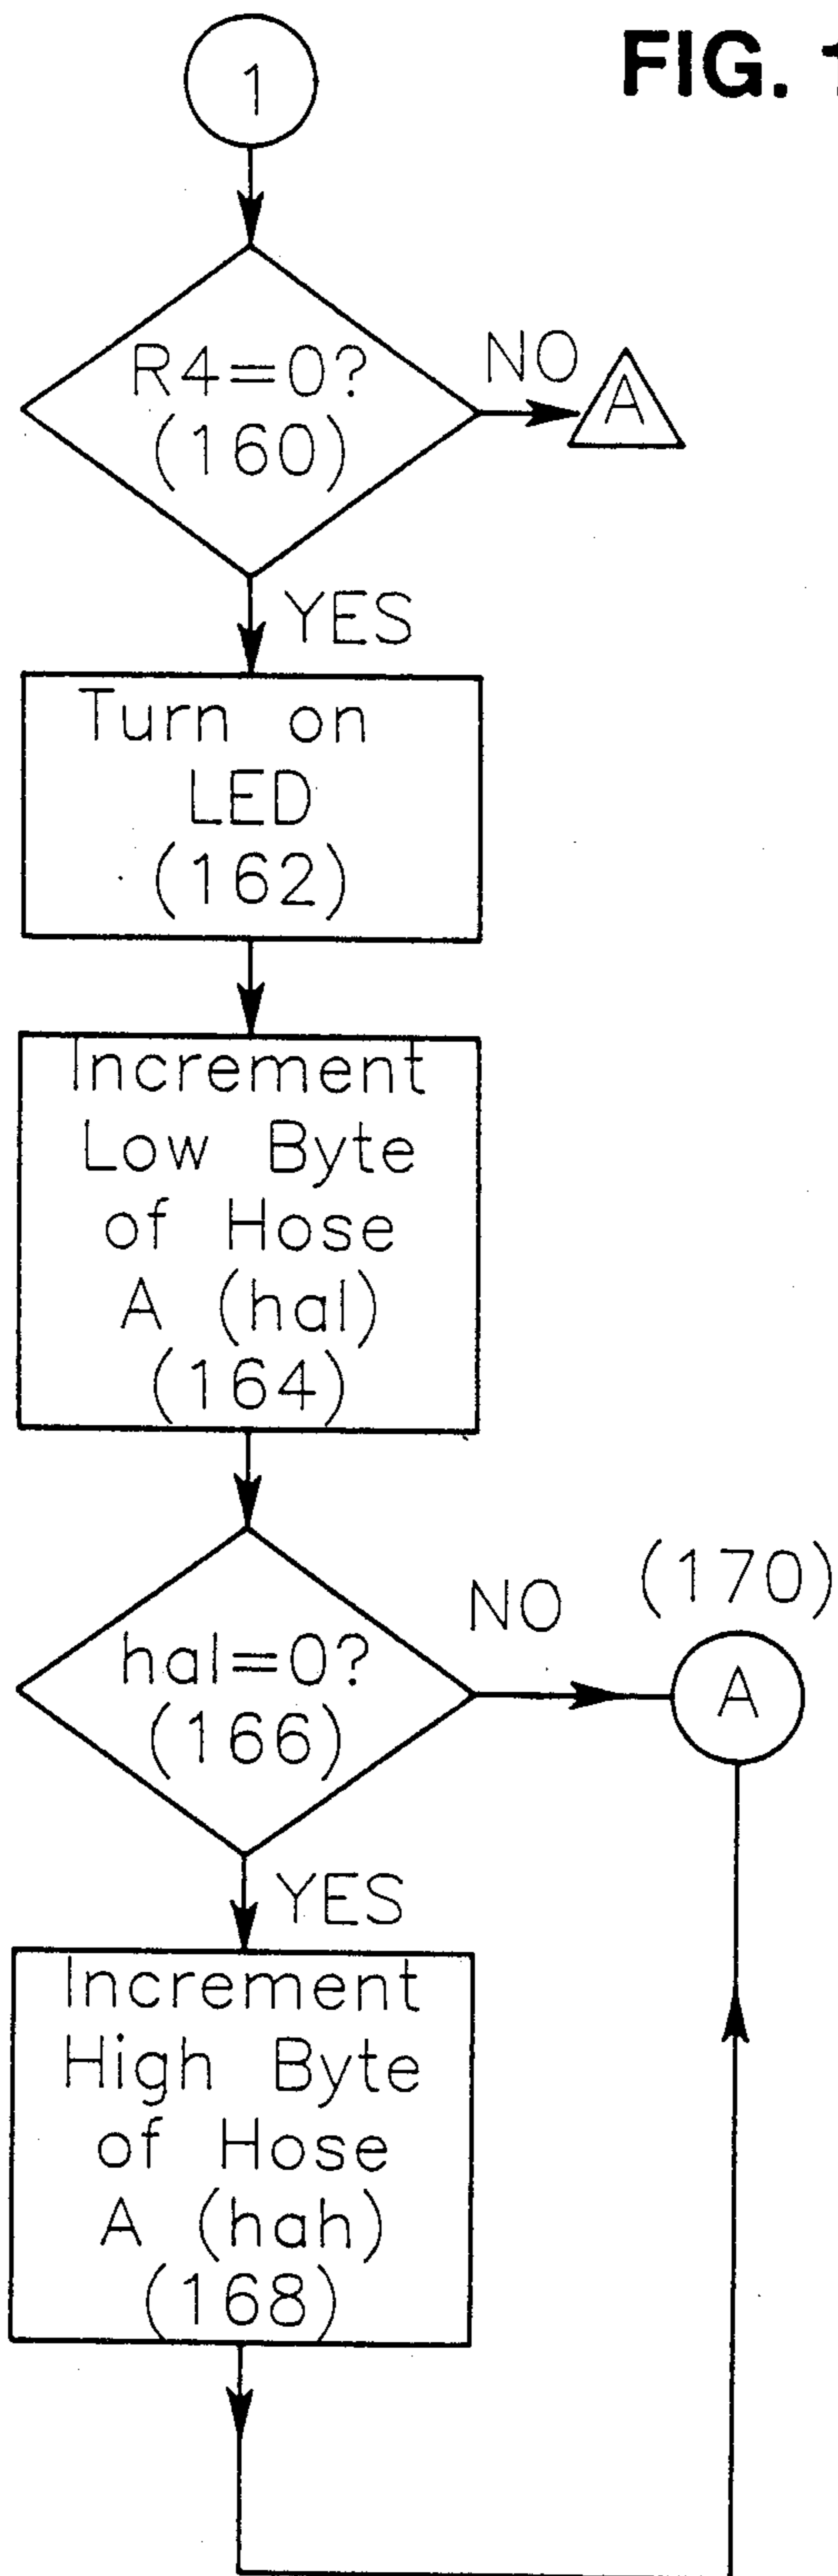 FIG. 1
1
R4=0?
(160)
NO
A
YES
Turn on
LED
(162)
Increment
Low Byte
of Hose
A (hal)
(164)
hal=0?
(166)
NO
(170)
A
YES
Increment
High Byte
of Hose
A (hah)
(168)